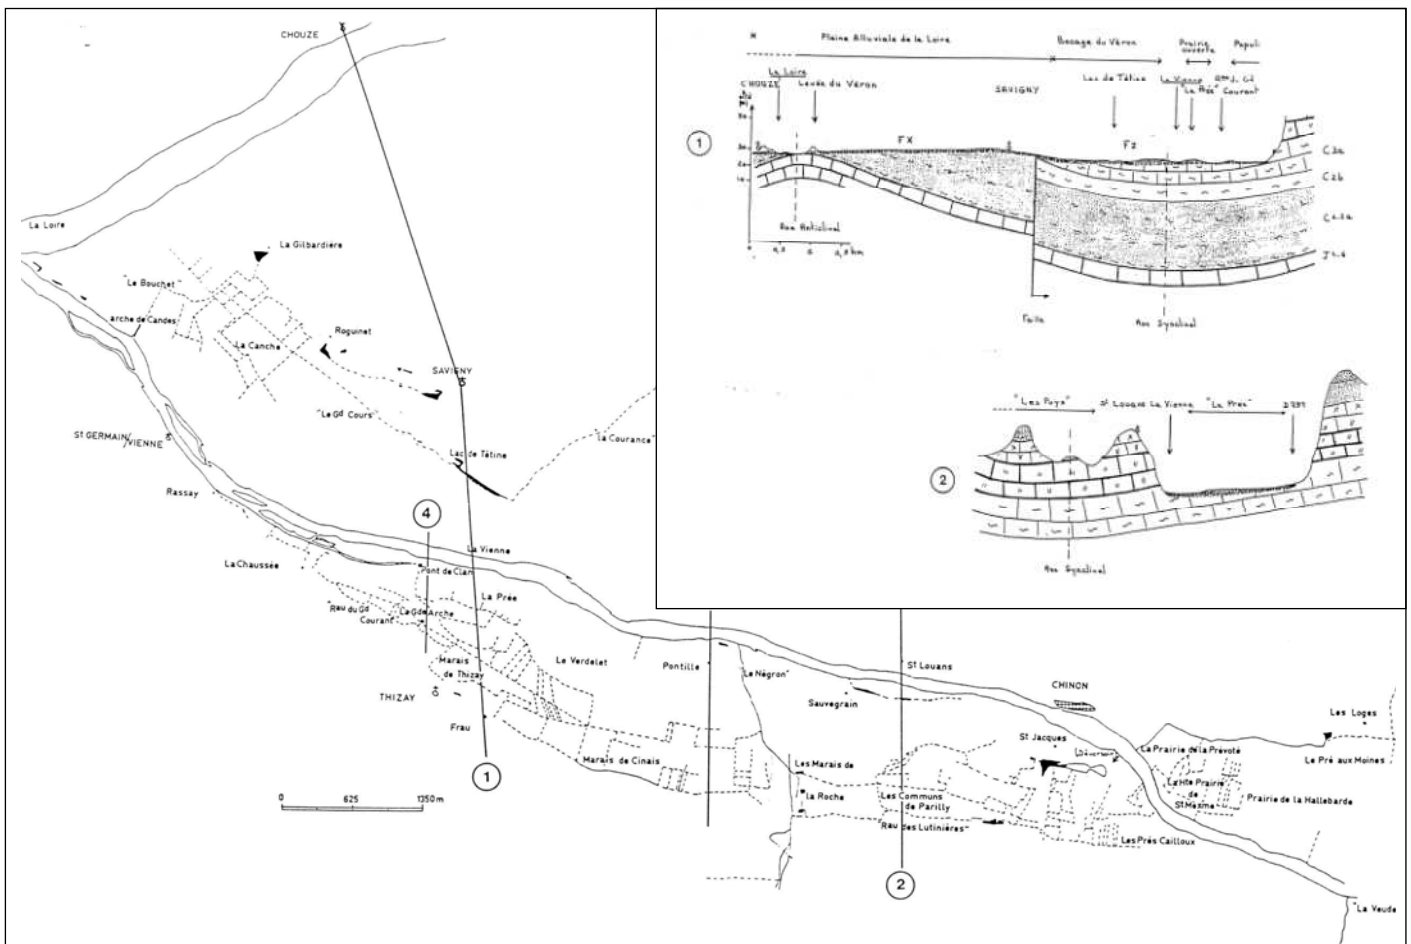 CHOUZE
La Loire
La Gilbardière
"Le Bouchet"
arche de Candes
La Canche
Roguinet
SAVIGNY
"Le Gd Cours"
"La Courance"
St GERMAIN/VIENNE
Lac de Tétine
Rassay
4
La Vienne
La Chaussée
Pont de Clan
La Prée
"Rau du Gd
Courant"
La Gde Arche
Marais
de Thizay
Le Verdelet
Pontille
"Le Négron"
St Louans
THIZAY
Sauvegrain
CHINON
Frau
St Jacques
Les Loges
La Prairie de la Prévoté
Le Pré aux Moines
Marais de Cinais
Les Marais de
la Roche
Les Communs
de Parilly
La Hte Prairie
de
St Mexme
Prairie de la Hallebarde
1
0 625 1350 m
"Rau des Lutinières"
Les Prés Cailloux
2
"La Veude
Plaine Alluviale de la Loire
Bocage du Véron
Prairie
ouverte
Popul
La Loire
CHOUZE
Levée du Véron
SAVIGNY
Lac de Tétine
La Vienne
"La Prée"
Courant
1
FX
FZ
C2b
Axe Anticlinal
Faille
Axe Synclinal
"Les Puys"
St Louans
La Vienne
"La Prée"
2
Axe Synclinal